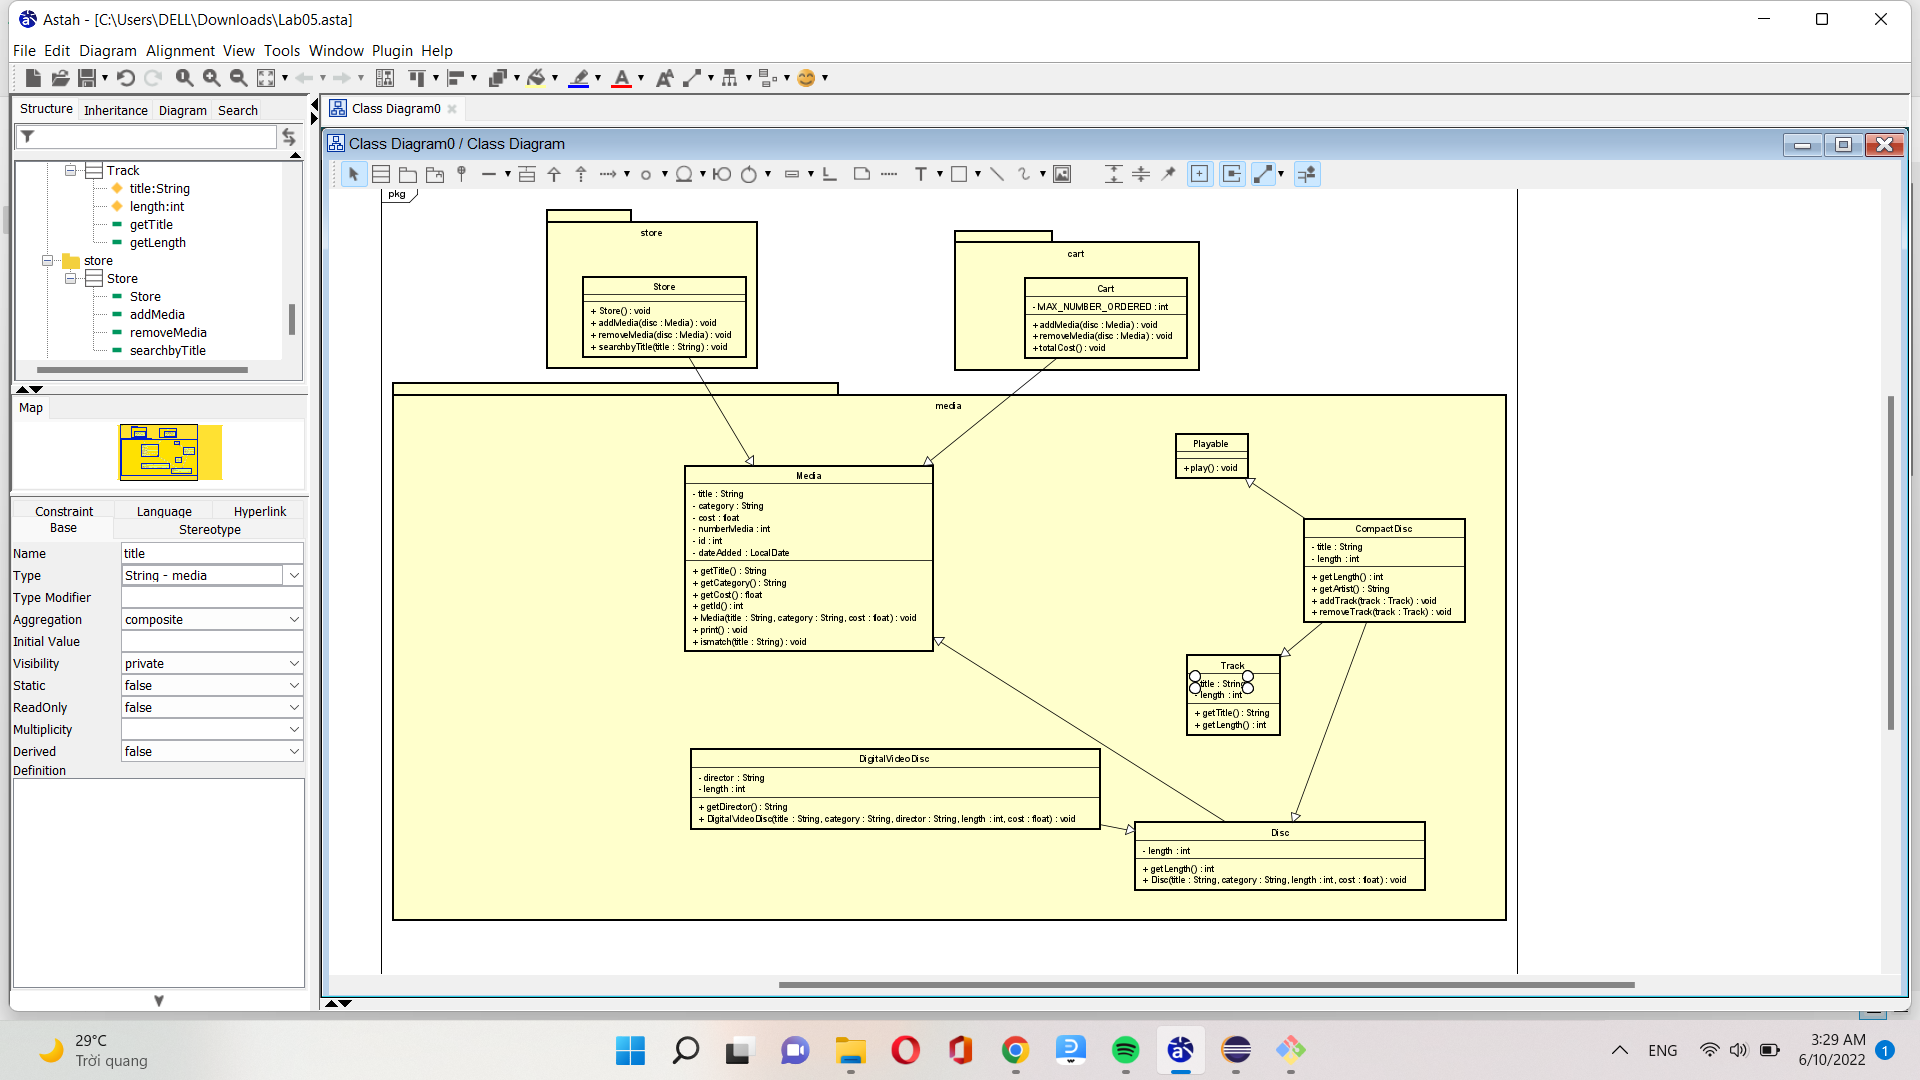 Astah - [C:\Users\DELL\Downloads\Lab05.asta]
File Edit Diagram Alignment View Tools Window Plugin Help
Structure Inheritance Diagram Search
Track
title:String
length:int
getTitle
getLength
store
Store
Store
addMedia
removeMedia
searchbyTitle
Map
Constraint Language Hyperlink
Base Stereotype
Name title
Type String - media
Type Modifier
Aggregation composite
Initial Value
Visibility private
Static false
ReadOnly false
Multiplicity
Derived false
Definition
Class Diagram0
Class Diagram0 / Class Diagram
pkg
store
Store
+ Store() : void
+ addMedia(disc : Media) : void
+ removeMedia(disc : Media) : void
+ searchbyTitle(title : String) : void
cart
Cart
- MAX_NUMBER_ORDERED : int
+ addMedia(disc : Media) : void
+ removeMedia(disc : Media) : void
+ totalCost() : void
media
Media
- title : String
- category : String
- cost : float
- numberMedia : int
- id : int
- dateAdded : LocalDate
+ getTitle() : String
+ getCategory() : String
+ getCost() : float
+ getId() : int
+ Media(title : String, category : String, cost : float) : void
+ print() : void
+ ismatch(title : String) : void
Playable
+ play() : void
CompactDisc
- title : String
- length : int
+ getLength() : int
+ getArtist() : String
+ addTrack(track : Track) : void
+ removeTrack(track : Track) : void
Track
title : String
- length : int
+ getTitle() : String
+ getLength() : int
DigitalVideoDisc
- director : String
- length : int
+ getDirector() : String
+ DigitalVideoDisc(title : String, category : String, director : String, length : int, cost : float) : void
Disc
- length : int
+ getLength() : int
+ Disc(title : String, category : String, length : int, cost : float) : void
29°C
Trời quang
ENG
3:29 AM
6/10/2022
1